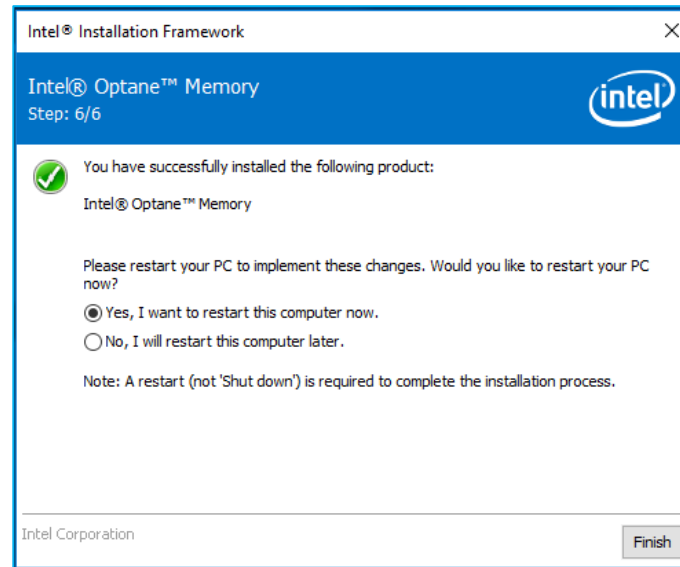 Intel® Installation Framework
Intel® Optane™ Memory
Step: 6/6
intel
You have successfully installed the following product:
Intel® Optane™ Memory
Please restart your PC to implement these changes. Would you like to restart your PC
now?
Yes, I want to restart this computer now.
No, I will restart this computer later.
Note: A restart (not 'Shut down') is required to complete the installation process.
Intel Corporation
Finish